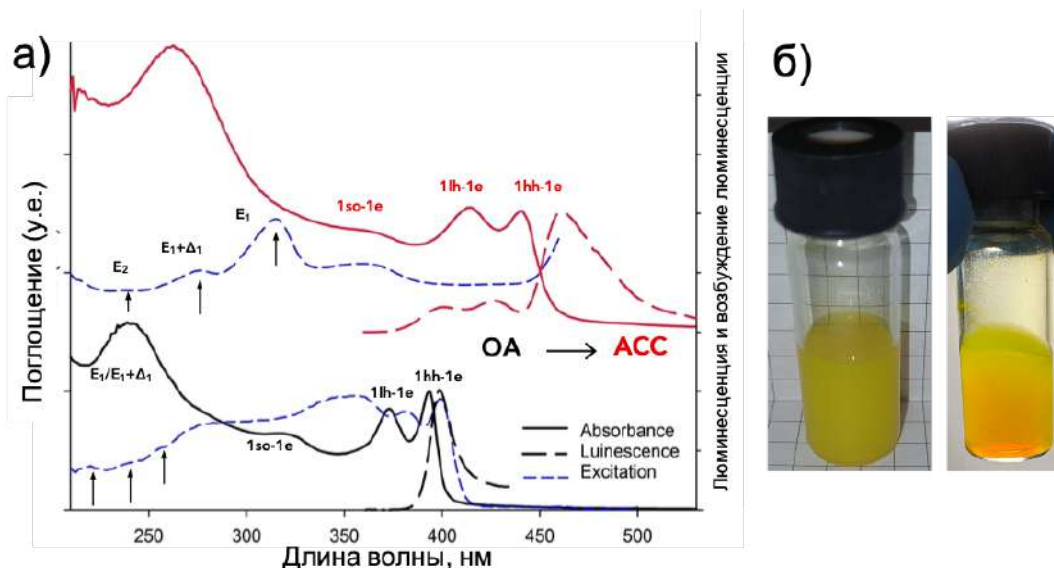 а)
б)
Поглощение (у.е.)
Люминесценция и возбуждение люминесценции
1so-1e
1lh-1e
1hh-1e
E₁
E₁+Δ₁
E₂
OA → ACC
E₁/E₁+Δ₁
1so-1e
1lh-1e
1hh-1e
Absorbance
Luinescence
Excitation
250
300
350
400
450
500
Длина волны, нм